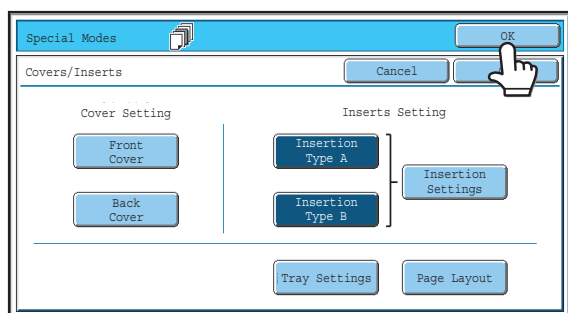 Special Modes
OK
Covers/Inserts
Cancel
Cover Setting
Inserts Setting
Front
Cover
Insertion
Type A
Insertion
Settings
Back
Cover
Insertion
Type B
Tray Settings
Page Layout